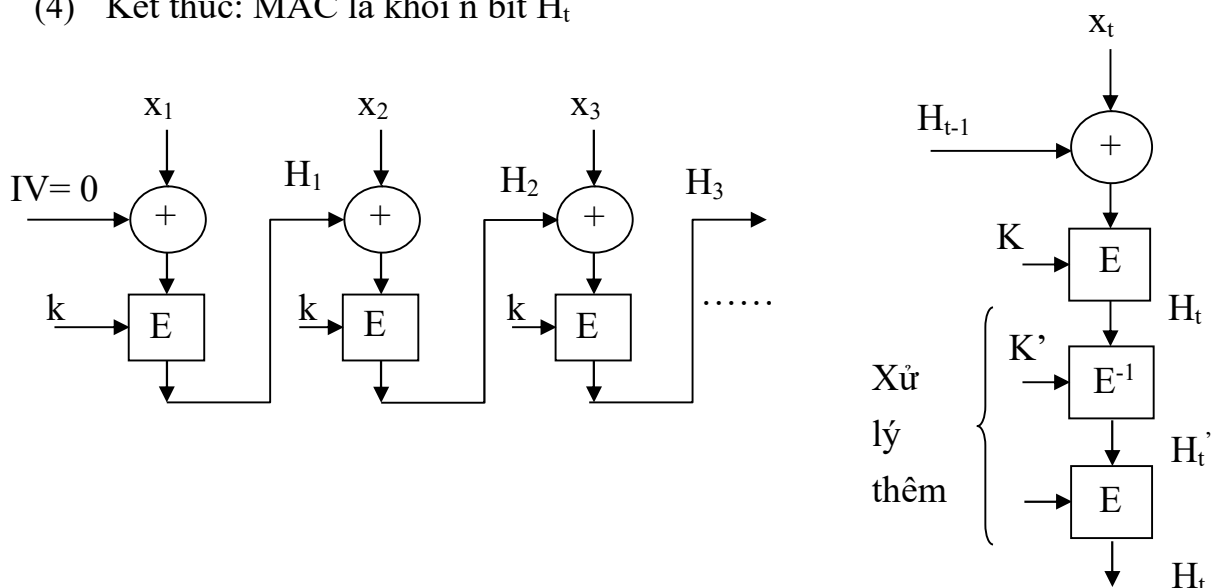 (4) Kết thúc: MAC là khối n bit Hₜ
x₁
x₂
x₃
IV= 0
H₁
H₂
H₃
+
+
+
k
E
k
E
k
E
……
xₜ
Hₜ₋₁
+
K
E
Hₜ
K’
E⁻¹
Hₜ’
E
Hₜ
Xử
lý
thêm